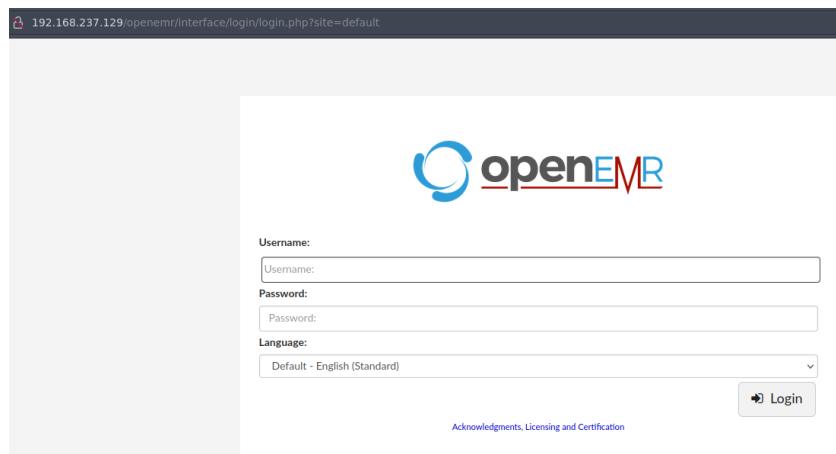 192.168.237.129/openemr/interface/login/login.php?site=default
openEMR
Username:
Username:
Password:
Password:
Language:
Default - English (Standard)
Login
Acknowledgments, Licensing and Certification